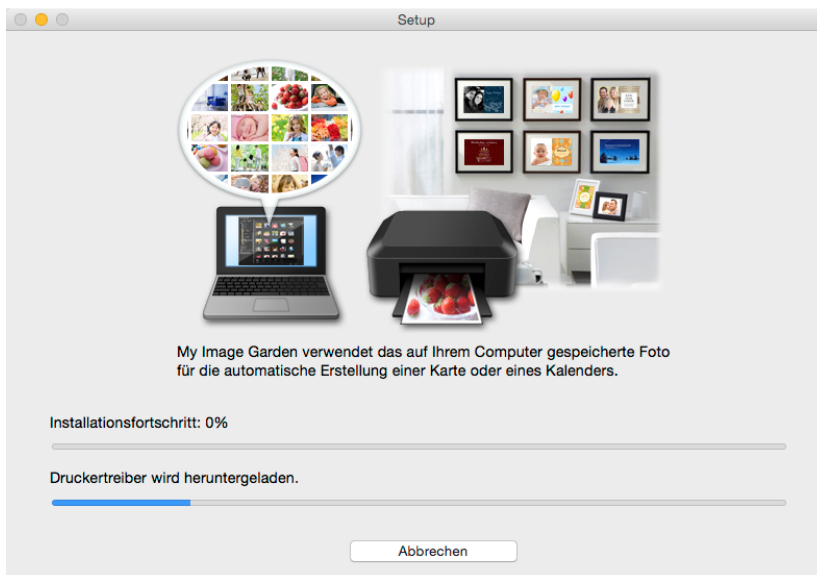 Setup
My Image Garden verwendet das auf Ihrem Computer gespeicherte Foto
für die automatische Erstellung einer Karte oder eines Kalenders.
Installationsfortschritt: 0%
Druckertreiber wird heruntergeladen.
Abbrechen